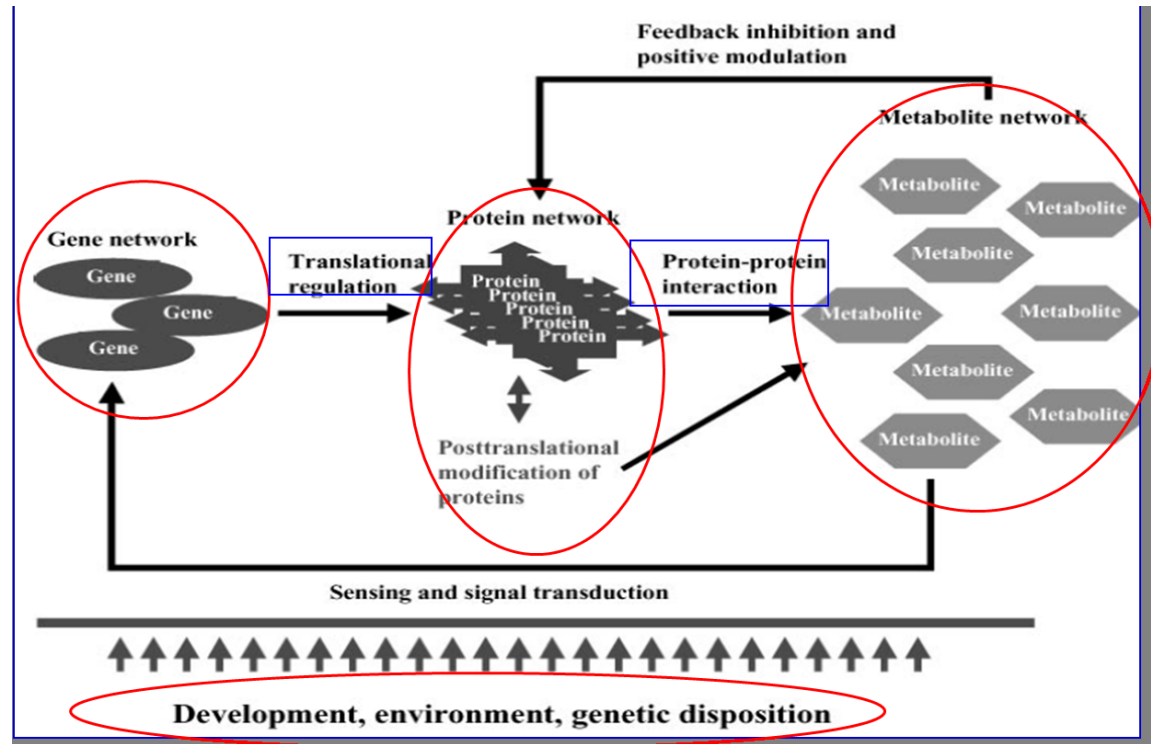 Feedback inhibition and
positive modulation
Metabolite network
Metabolite
Metabolite
Metabolite
Metabolite
Metabolite
Metabolite
Metabolite
Metabolite
Protein network
Gene network
Gene
Gene
Gene
Translational
regulation
Protein
Protein
Protein
Protein
Protein
Protein-protein
interaction
Posttranslational
modification of
proteins
Sensing and signal transduction
Development, environment, genetic disposition